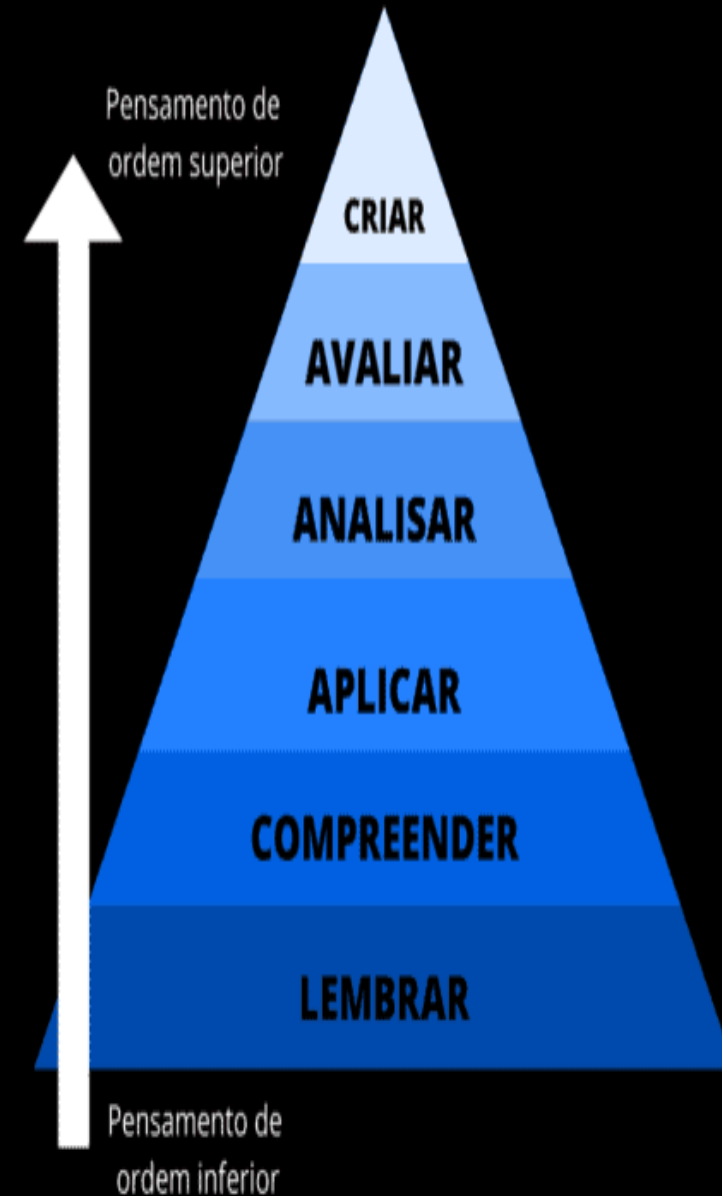 Pensamento de
ordem superior
CRIAR
AVALIAR
ANALISAR
APLICAR
COMPREENDER
LEMBRAR
Pensamento de
ordem inferior